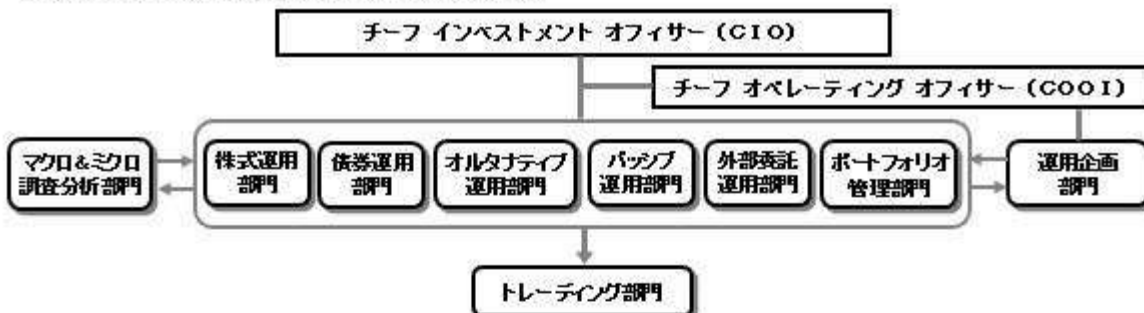 チーフ インベストメント オフィサー (CIO)
チーフ オペレーティング オフィサー (COOI)
マクロ&ミクロ
調査分析部門
株式運用
部門
債券運用
部門
オルタナティブ
運用部門
パッシブ
運用部門
外部委託
運用部門
ポートフォリオ
管理部門
運用企画
部門
トレーディング部門